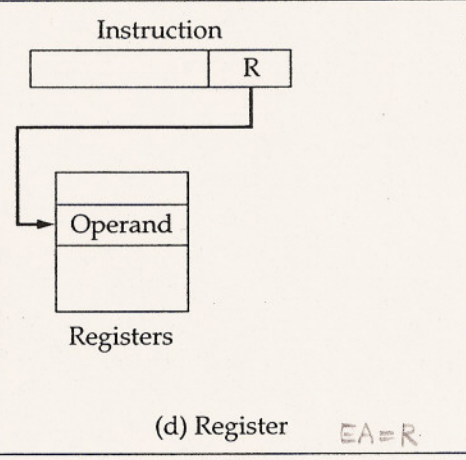 Instruction
R
Operand
Registers
(d) Register EA=R.